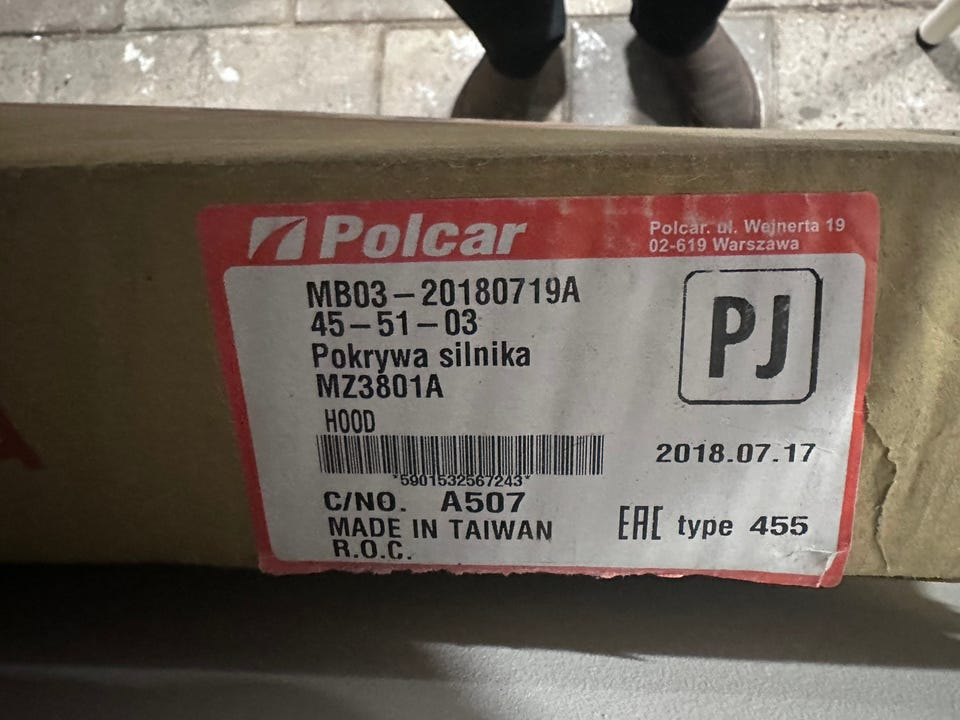 Polcar
Polcar. ul. Wejnerta 19
02-619 Warszawa
MB03-20180719A
45-51-03
Pokrywa silnika
MZ3801A
HOOD
PJ
*5901532567243*
2018.07.17
C/NO. A507
MADE IN TAIWAN
R.O.C.
EAC type 455